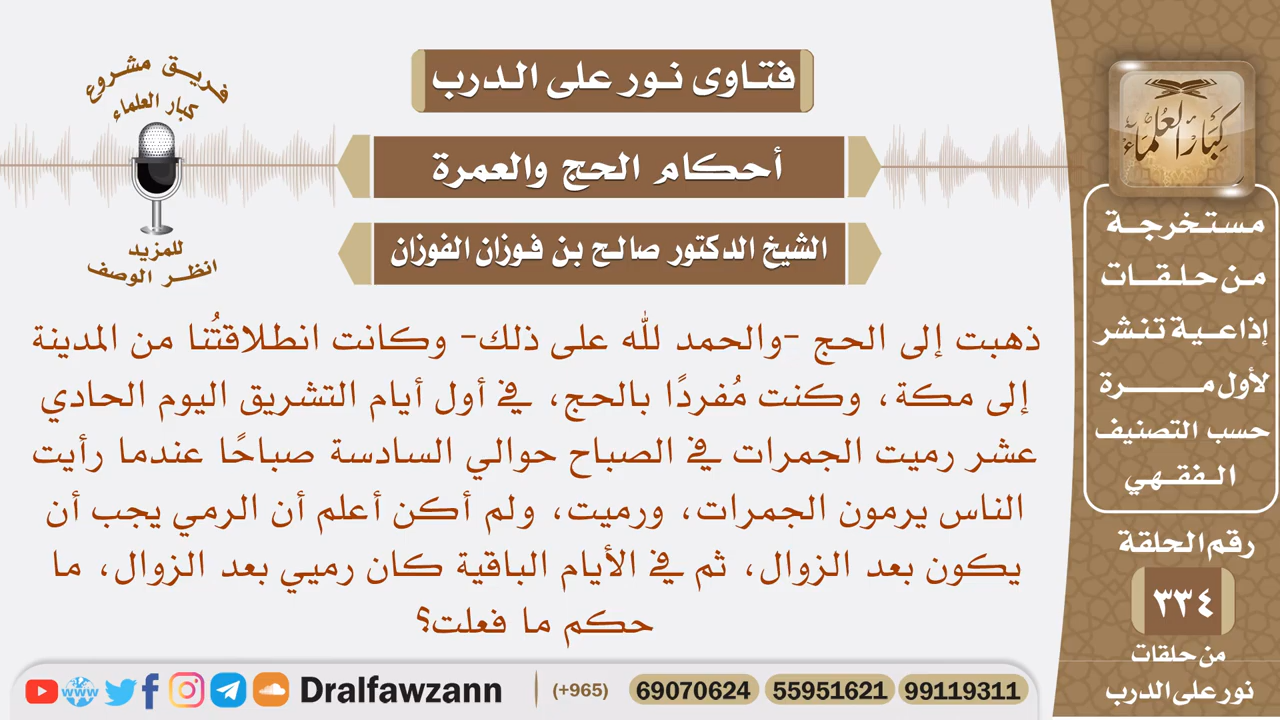 فتاوى نور على الدرب
أحكام الحج والعمرة
الشيخ الدكتور صالح بن فوزان الفوزان
فريق مشروع
كبار العلماء
للمزيد
انظر الوصف
ذهبت إلى الحج -والحمد لله على ذلك- وكانت انطلاقتُنا من المدينة
إلى مكة، وكنت مُفردًا بالحج، في أول أيام التشريق اليوم الحادي
عشر رميت الجمرات في الصباح حوالي السادسة صباحًا عندما رأيت
الناس يرمون الجمرات، ورميت، ولم أكن أعلم أن الرمي يجب أن
يكون بعد الزوال، ثم في الأيام الباقية كان رميي بعد الزوال، ما
حكم ما فعلت؟
كِبَارُ العُلَمَاء
مستخرجة
من حلقات
إذاعية تنشر
لأول مرة
حسب التصنيف
الفقهي
رقم الحلقة
٣٣٤
من حلقات
نور على الدرب
www Dralfawzann (+965) 69070624 55951621 99119311